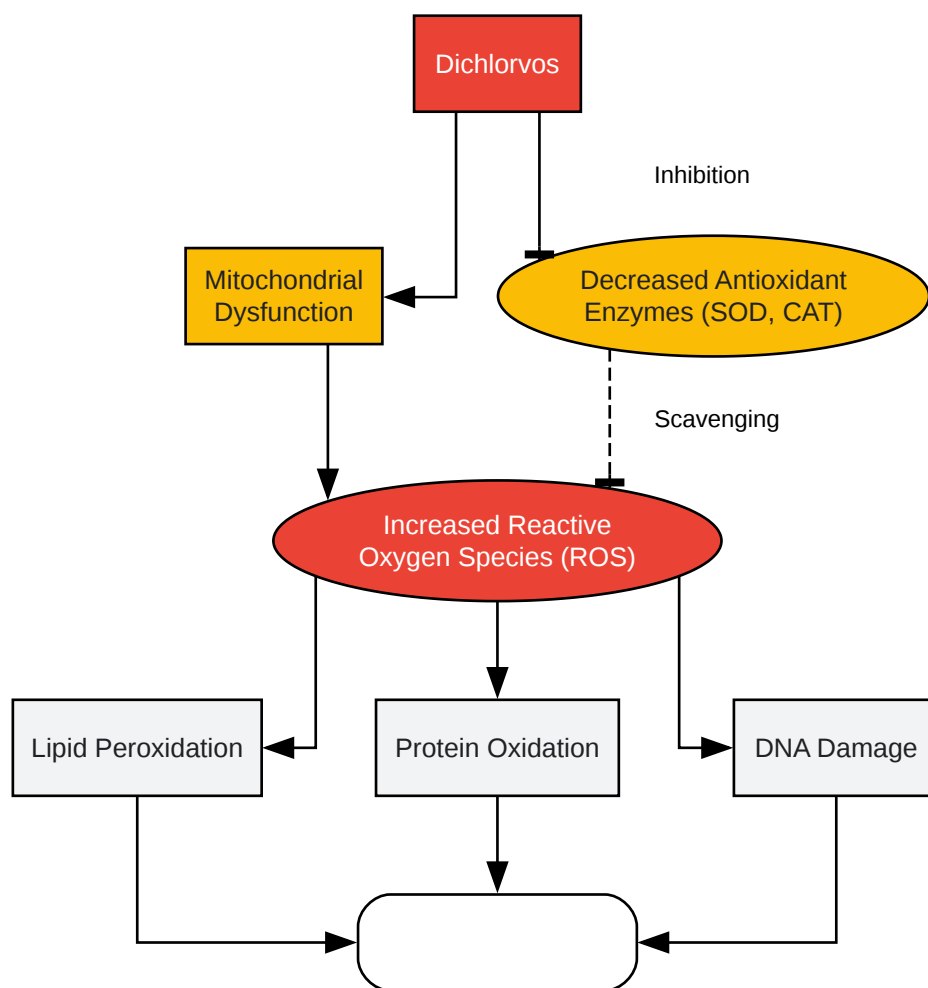 Dichlorvos
Inhibition
Mitochondrial
Dysfunction
Decreased Antioxidant
Enzymes (SOD, CAT)
Scavenging
Increased Reactive
Oxygen Species (ROS)
Lipid Peroxidation
Protein Oxidation
DNA Damage